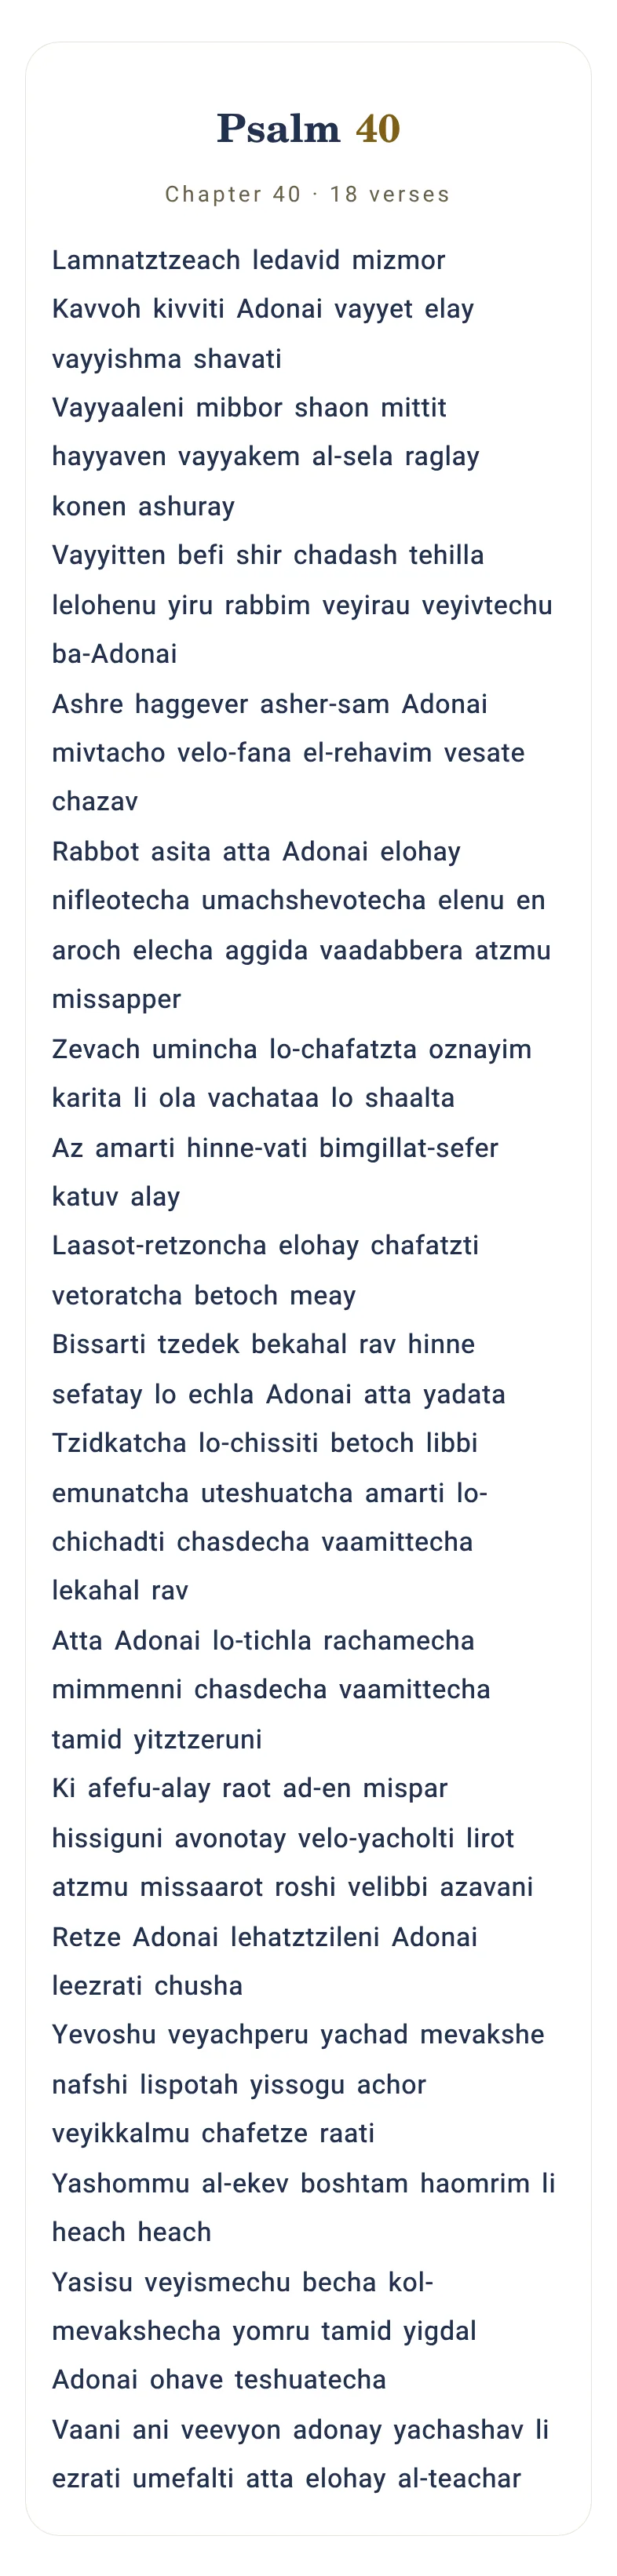 Psalm 40
Chapter 40 · 18 verses
Lamnatztzeach ledavid mizmor
Kavvoh kivviti Adonai vayyet elay
vayyishma shavati
Vayyaaleni mibbor shaon mittit
hayyaven vayyakem al-sela raglay
konen ashuray
Vayyitten befi shir chadash tehilla
lelohenu yiru rabbim veyirau veyivtechu
ba-Adonai
Ashre haggever asher-sam Adonai
mivtacho velo-fana el-rehavim vesate
chazav
Rabbot asita atta Adonai elohay
nifleotecha umachshevotecha elenu en
aroch elecha aggida vaadabbera atzmu
missapper
Zevach umincha lo-chafatzta oznayim
karita li ola vachataa lo shaalta
Az amarti hinne-vati bimgillat-sefer
katuv alay
Laasot-retzoncha elohay chafatzti
vetoratcha betoch meay
Bissarti tzedek bekahal rav hinne
sefatay lo echla Adonai atta yadata
Tzidkatcha lo-chissiti betoch libbi
emunatcha uteshuatcha amarti lo-
chichadti chasdecha vaamittecha
lekahal rav
Atta Adonai lo-tichla rachamecha
mimmenni chasdecha vaamittecha
tamid yitztzeruni
Ki afefu-alay raot ad-en mispar
hissiguni avonotay velo-yacholti lirot
atzmu missaarot roshi velibbi azavani
Retze Adonai lehatztzileni Adonai
leezrati chusha
Yevoshu veyachperu yachad mevakshe
nafshi lispotah yissogu achor
veyikkalmu chafetze raati
Yashommu al-ekev boshtam haomrim li
heach heach
Yasisu veyismechu becha kol-
mevakshecha yomru tamid yigdal
Adonai ohave teshuatecha
Vaani ani veevyon adonay yachashav li
ezrati umefalti atta elohay al-teachar